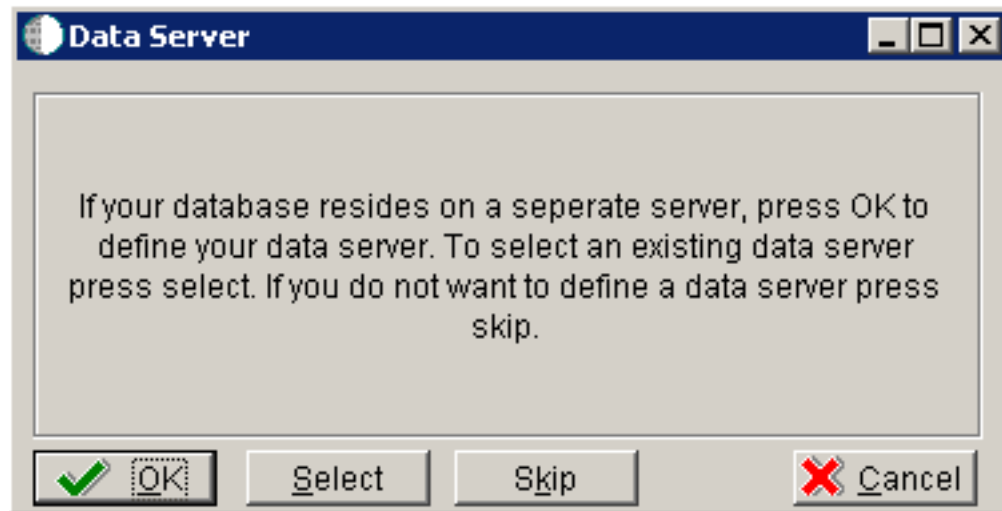 Data Server
If your database resides on a seperate server, press OK to
define your data server. To select an existing data server
press select. If you do not want to define a data server press
skip.
OK
Select
Skip
Cancel